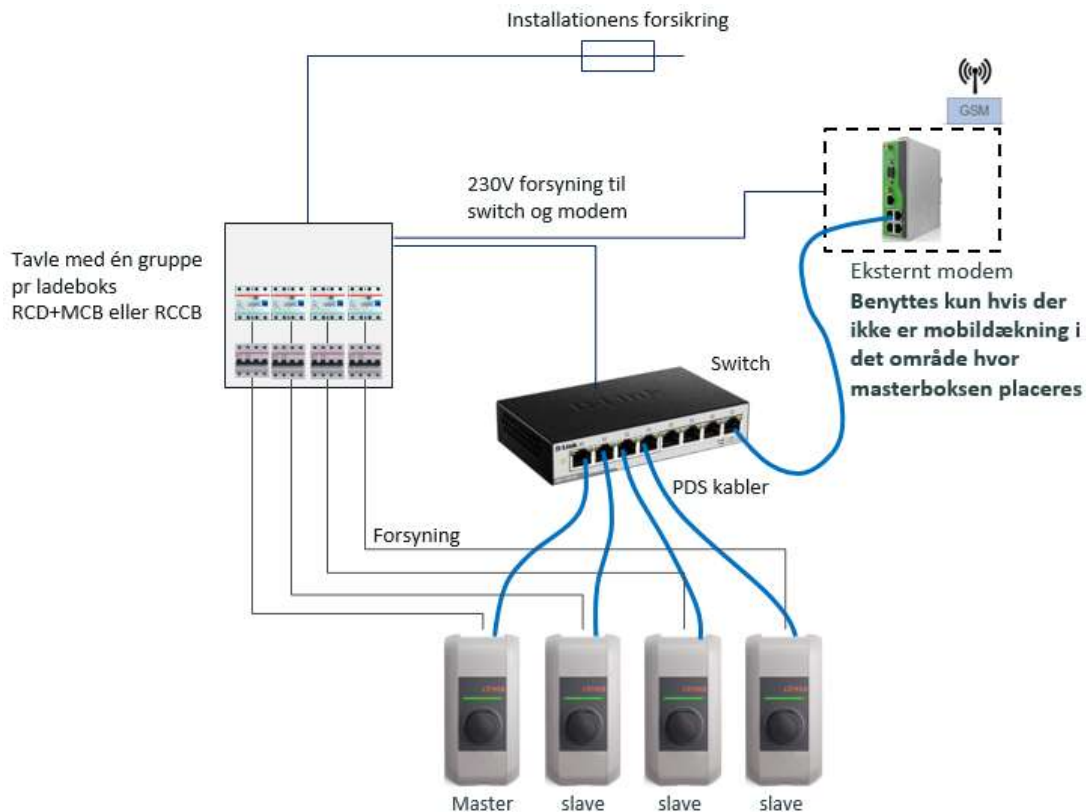 Installationens forsikring
GSM
230V forsyning til
switch og modem
Tavle med én gruppe
pr ladeboks
RCD+MCB eller RCCB
Eksternt modem
Benyttes kun hvis der
ikke er mobildækning i
det område hvor
masterboksen placeres
Switch
D-Link
PDS kabler
Forsyning
Master
slave
slave
slave